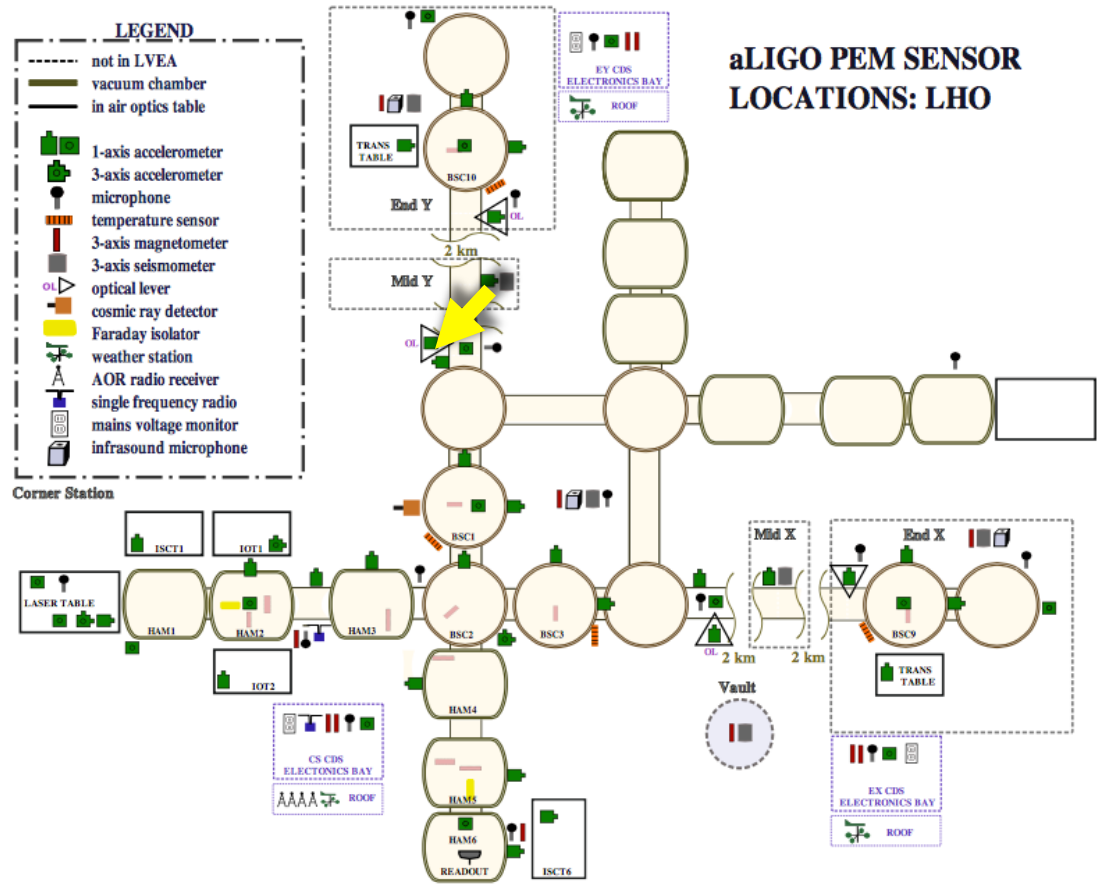 LEGEND
not in LVEA
vacuum chamber
in air optics table
1-axis accelerometer
3-axis accelerometer
microphone
temperature sensor
3-axis magnetometer
3-axis seismometer
OL optical lever
cosmic ray detector
Faraday isolator
weather station
AOR radio receiver
single frequency radio
mains voltage monitor
infrasound microphone
Corner Station
aLIGO PEM SENSOR
LOCATIONS: LHO
EY CDS
ELECTRONICS BAY
ROOF
TRANS
TABLE
BSC10
End Y
OL
2 km
Mid Y
OL
BSC1
ISCT1
IOT1
LASER TABLE
HAM1
HAM2
HAM3
BSC2
BSC3
IOT2
OL
2 km
Mid X
2 km
End X
BSC9
TRANS
TABLE
Vault
HAM4
CS CDS
ELECTONICS BAY
ROOF
HAM5
HAM6
READOUT
ISCT6
EX CDS
ELECTRONICS BAY
ROOF